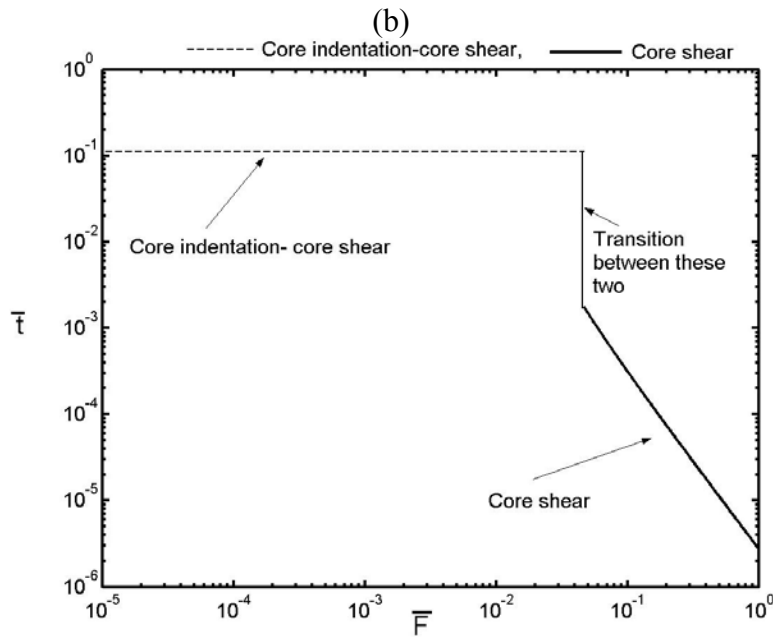 (b)
Core indentation-core shear, Core shear
10^0
10^-1
Core indentation- core shear
10^-2
Transition
between these
two
t̅
10^-3
10^-4
Core shear
10^-5
10^-6
10^-5 10^-4 10^-3 10^-2 10^-1 10^0
F̅